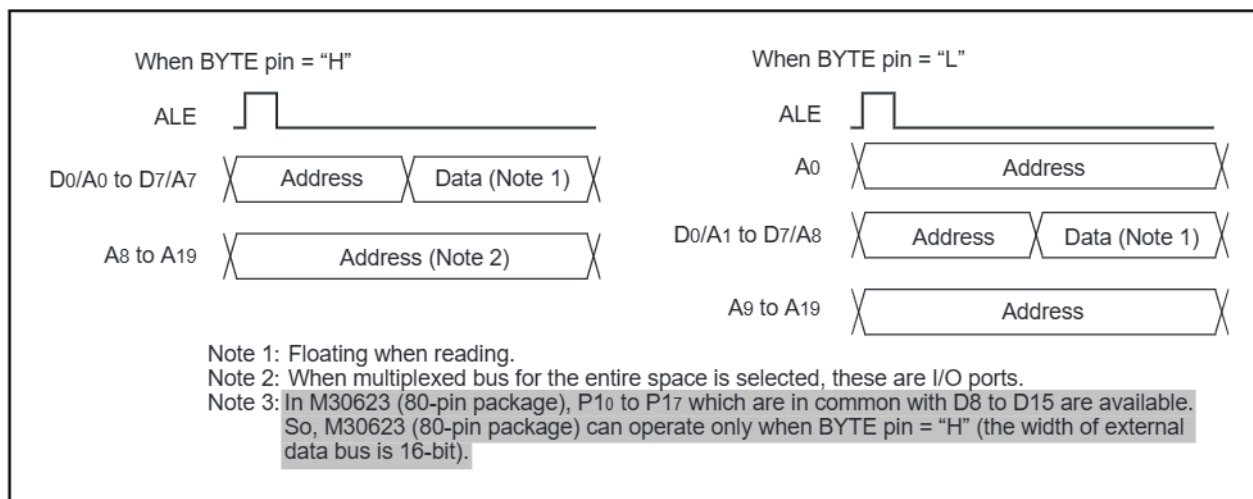 When BYTE pin = “H”
ALE
D0/A0 to D7/A7
Address
Data (Note 1)
A8 to A19
Address (Note 2)
When BYTE pin = “L”
ALE
A0
Address
D0/A1 to D7/A8
Address
Data (Note 1)
A9 to A19
Address
Note 1: Floating when reading.
Note 2: When multiplexed bus for the entire space is selected, these are I/O ports.
Note 3: In M30623 (80-pin package), P10 to P17 which are in common with D8 to D15 are available.
So, M30623 (80-pin package) can operate only when BYTE pin = “H” (the width of external
data bus is 16-bit).